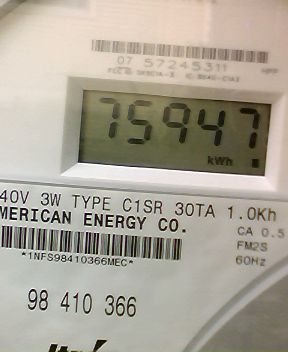 07 57245311
75947
kWh
40V 3W TYPE C1SR 30TA 1.0Kh
MERICAN ENERGY CO.
CA 0.5
FM2S
60Hz
*1NFS98410366MEC*
98 410 366